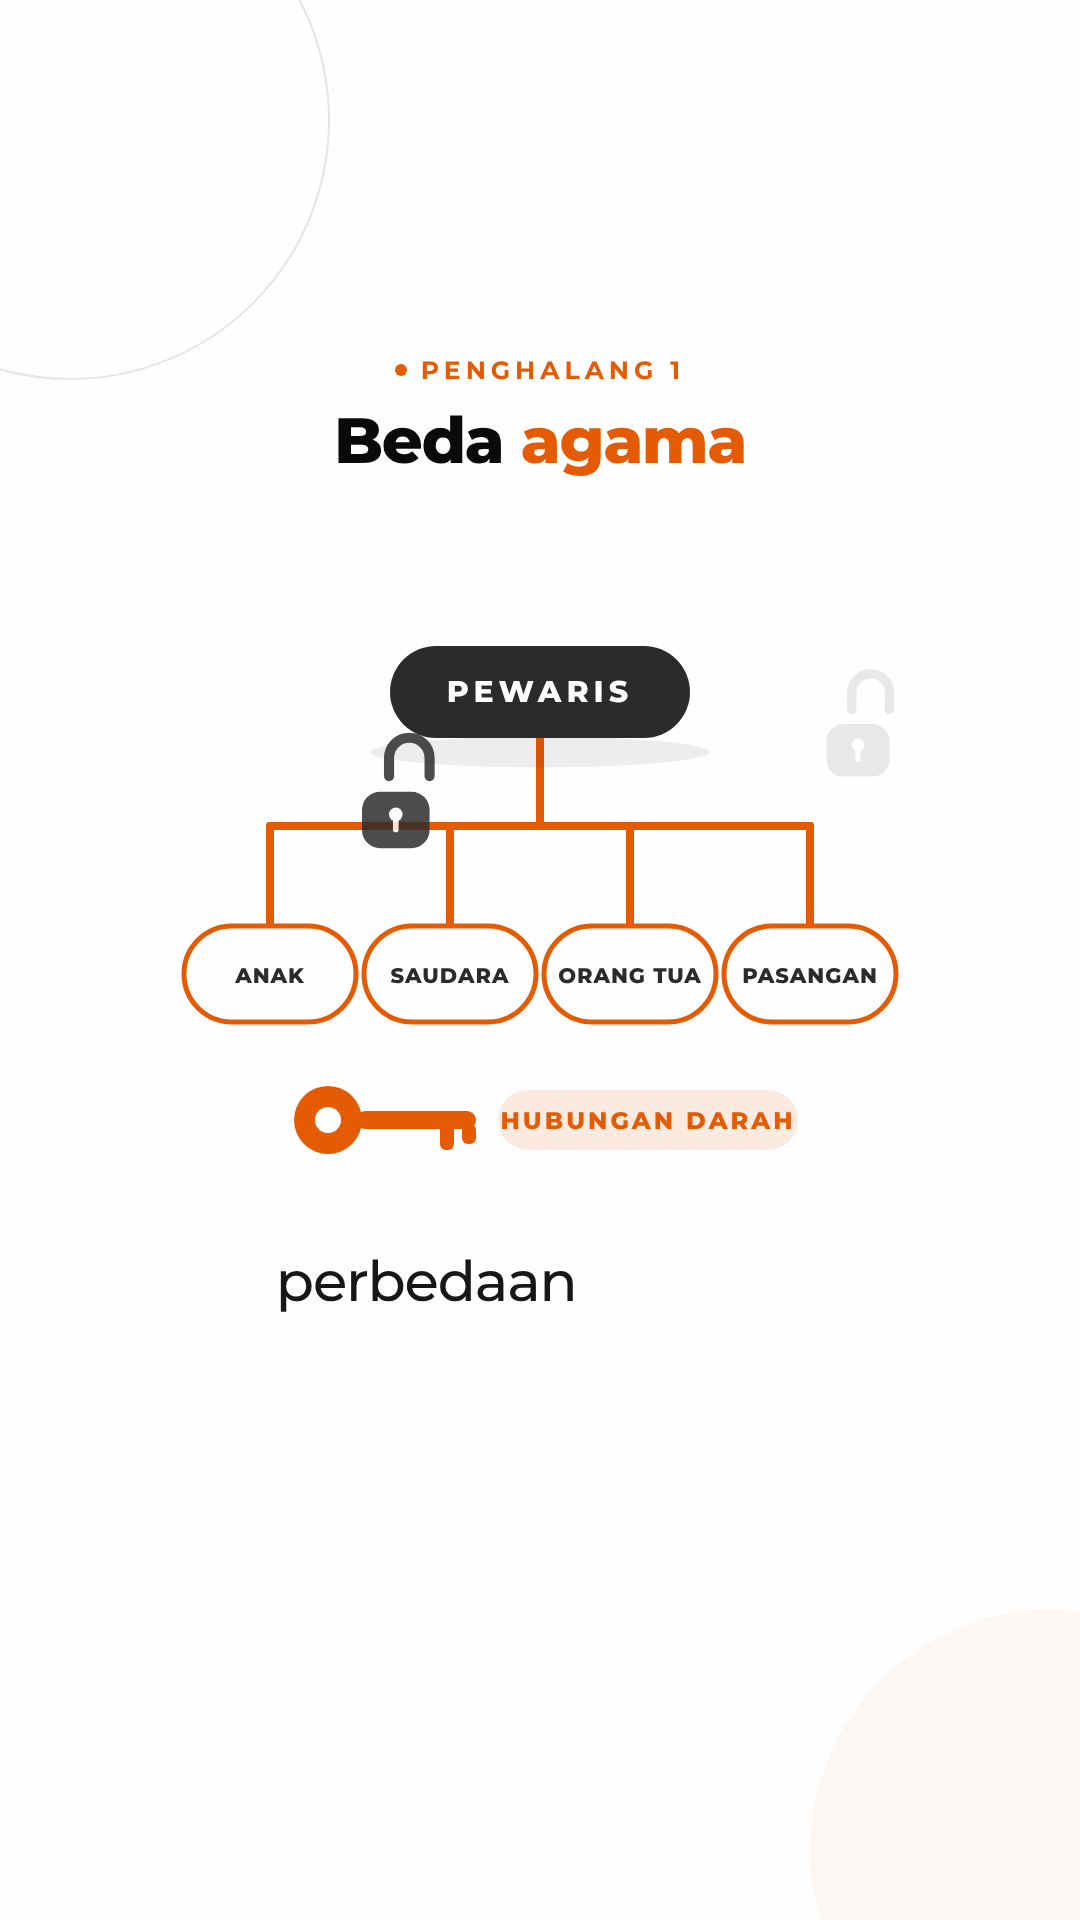 PENGHALANG 1
Beda agama
PEWARIS
ANAK
SAUDARA
ORANG TUA
PASANGAN
HUBUNGAN DARAH
perbedaan